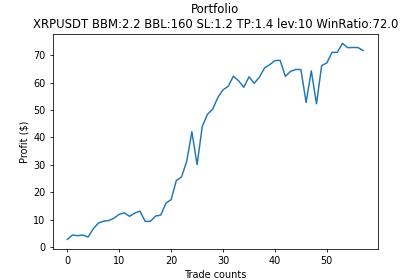 Portfolio
XRPUSDT BBM:2.2 BBL:160 SL:1.2 TP:1.4 lev:10 WinRatio:72.0
70
60
50
40
30
20
10
0
Profit ($)
0 10 20 30 40 50
Trade counts